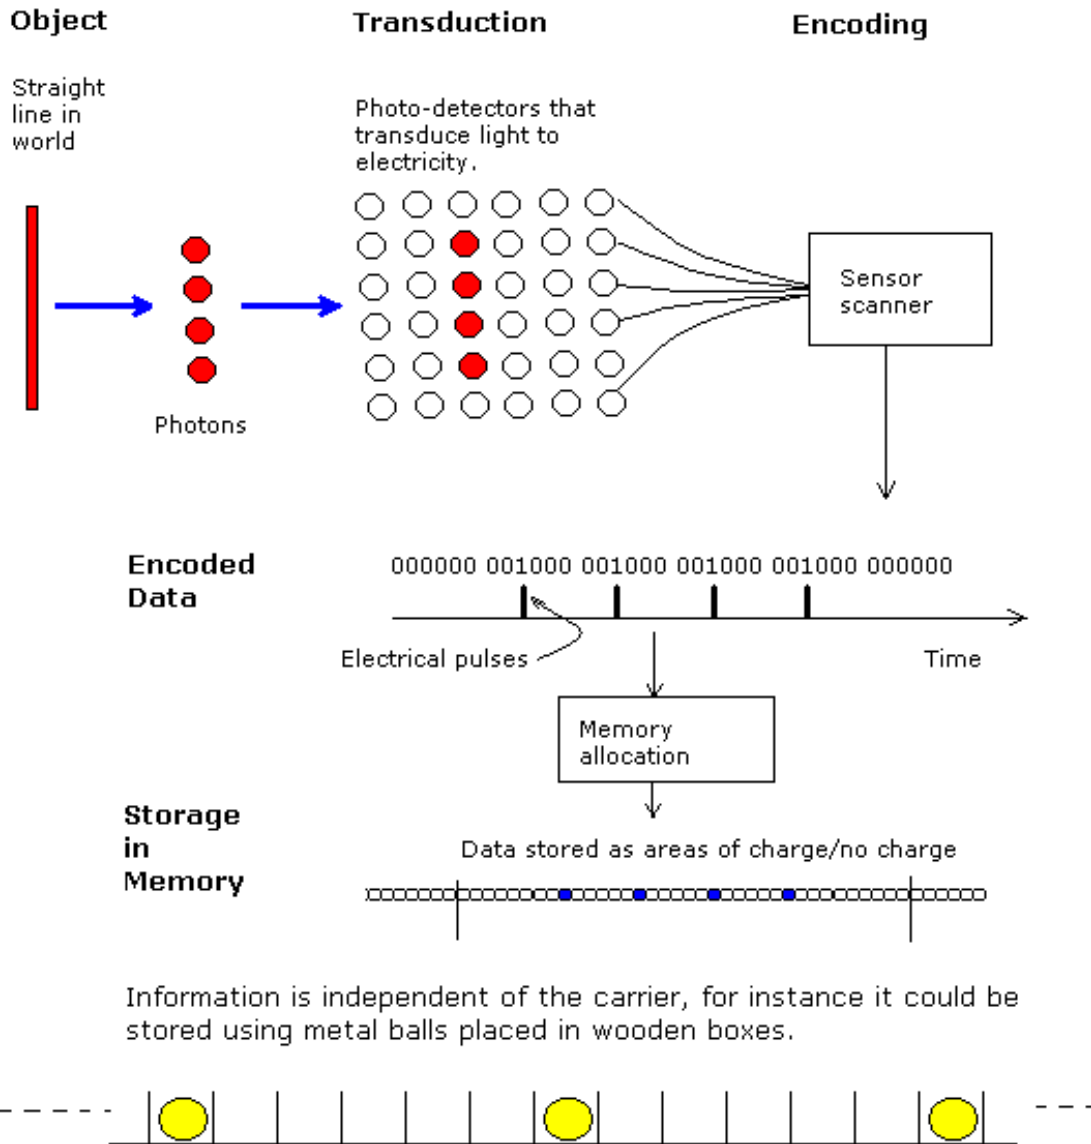 Object
Transduction
Encoding
Straight
line in
world
Photo-detectors that
transduce light to
electricity.
Sensor
scanner
Photons
Encoded
Data
000000 001000 001000 001000 001000 000000
Electrical pulses
Time
Memory
allocation
Storage
in
Memory
Data stored as areas of charge/no charge
Information is independent of the carrier, for instance it could be
stored using metal balls placed in wooden boxes.